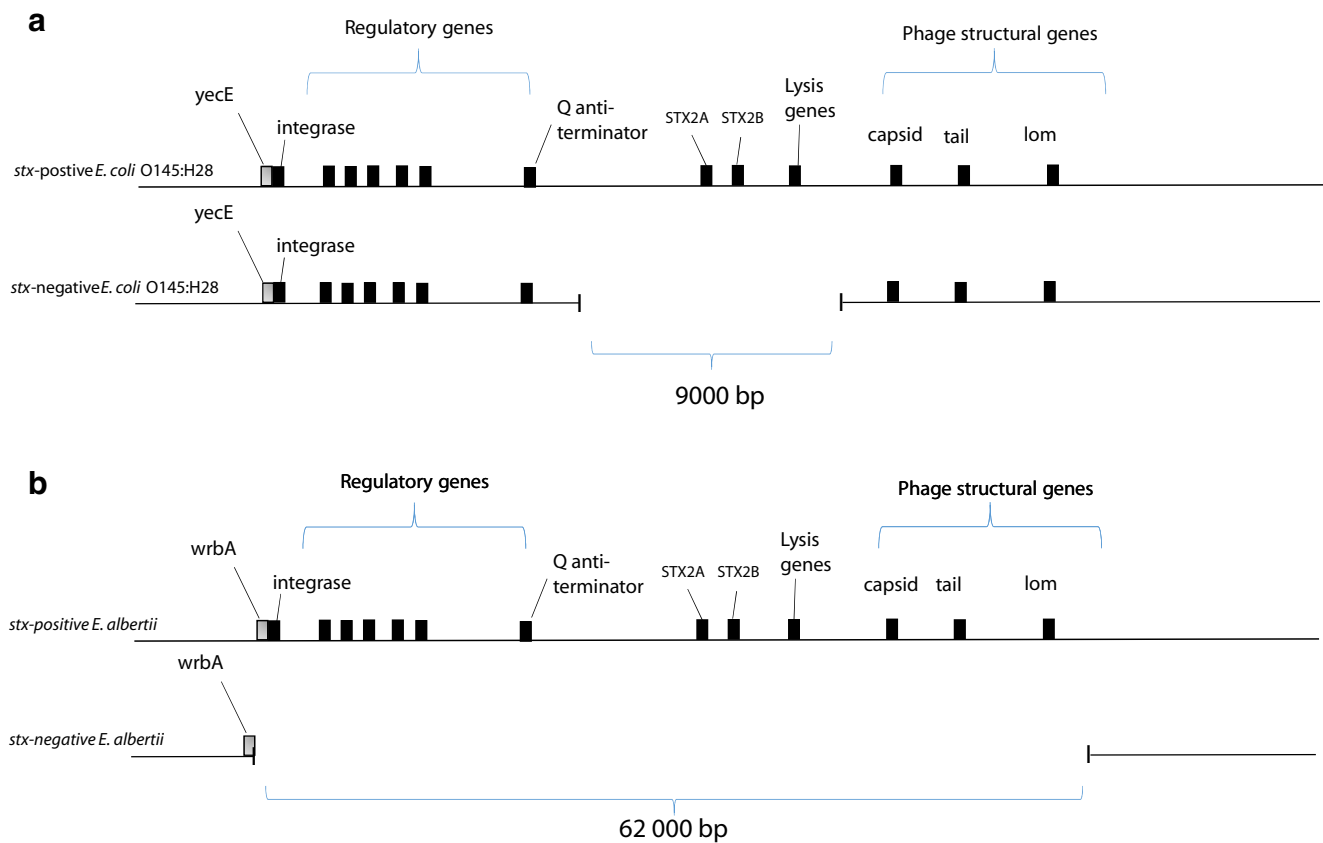 a
Regulatory genes
Phage structural genes
yecE
integrase
Q anti-
terminator
STX2A
STX2B
Lysis
genes
capsid
tail
lom
stx-postive E. coli O145:H28
yecE
integrase
stx-negative E. coli O145:H28
9000 bp
b
Regulatory genes
Phage structural genes
wrbA
integrase
Q anti-
terminator
STX2A
STX2B
Lysis
genes
capsid
tail
lom
stx-positive E. albertii
wrbA
stx-negative E. albertii
62 000 bp